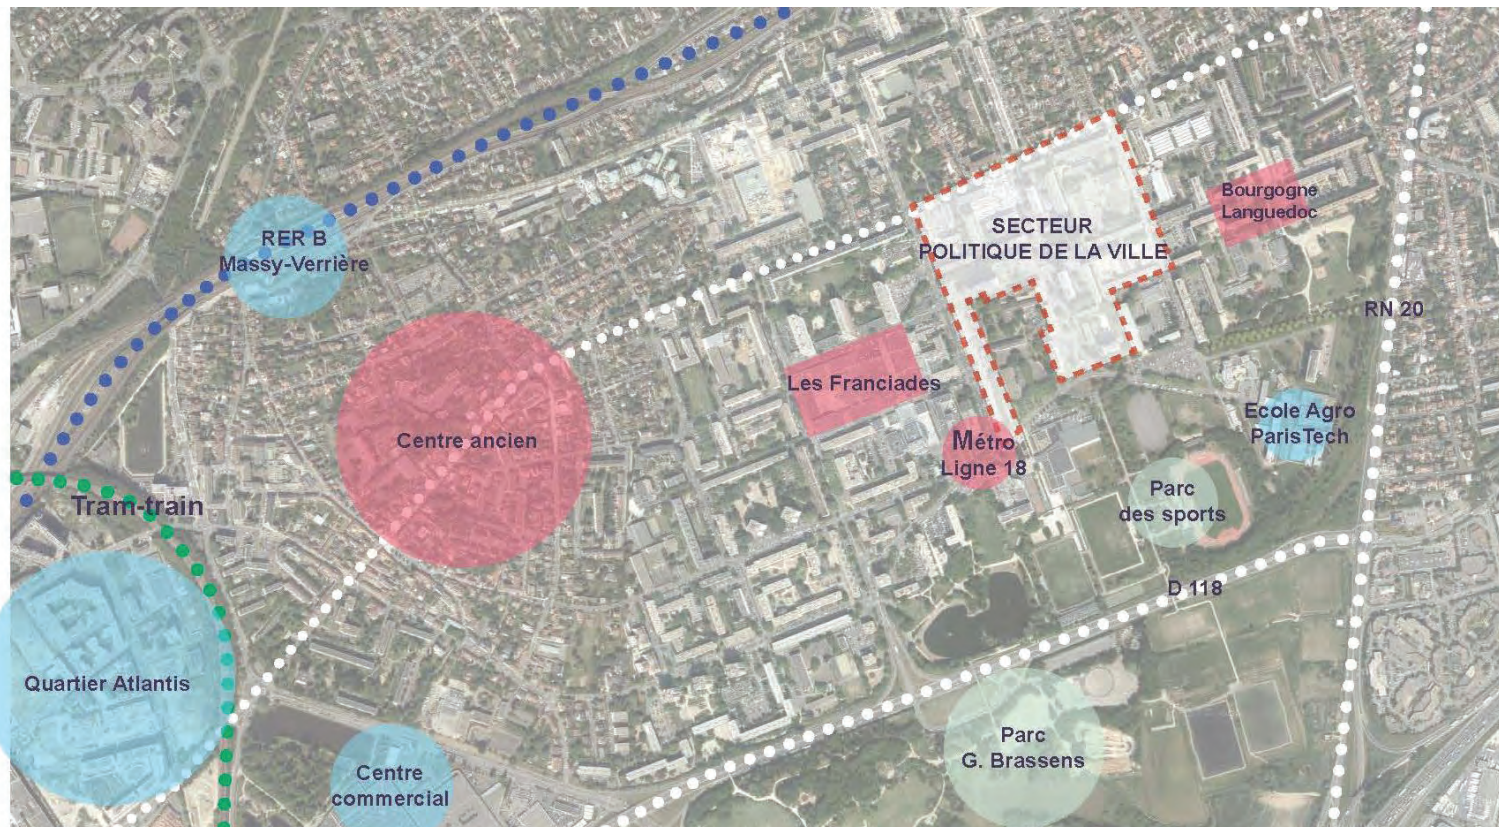 Bourgogne
Languedoc
SECTEUR
POLITIQUE DE LA VILLE
RER B
Massy-Verrière
RN 20
Les Franciades
Centre ancien
Ecole Agro
ParisTech
Métro
Ligne 18
Parc
des sports
Tram-train
D 118
Quartier Atlantis
Parc
G. Brassens
Centre
commercial